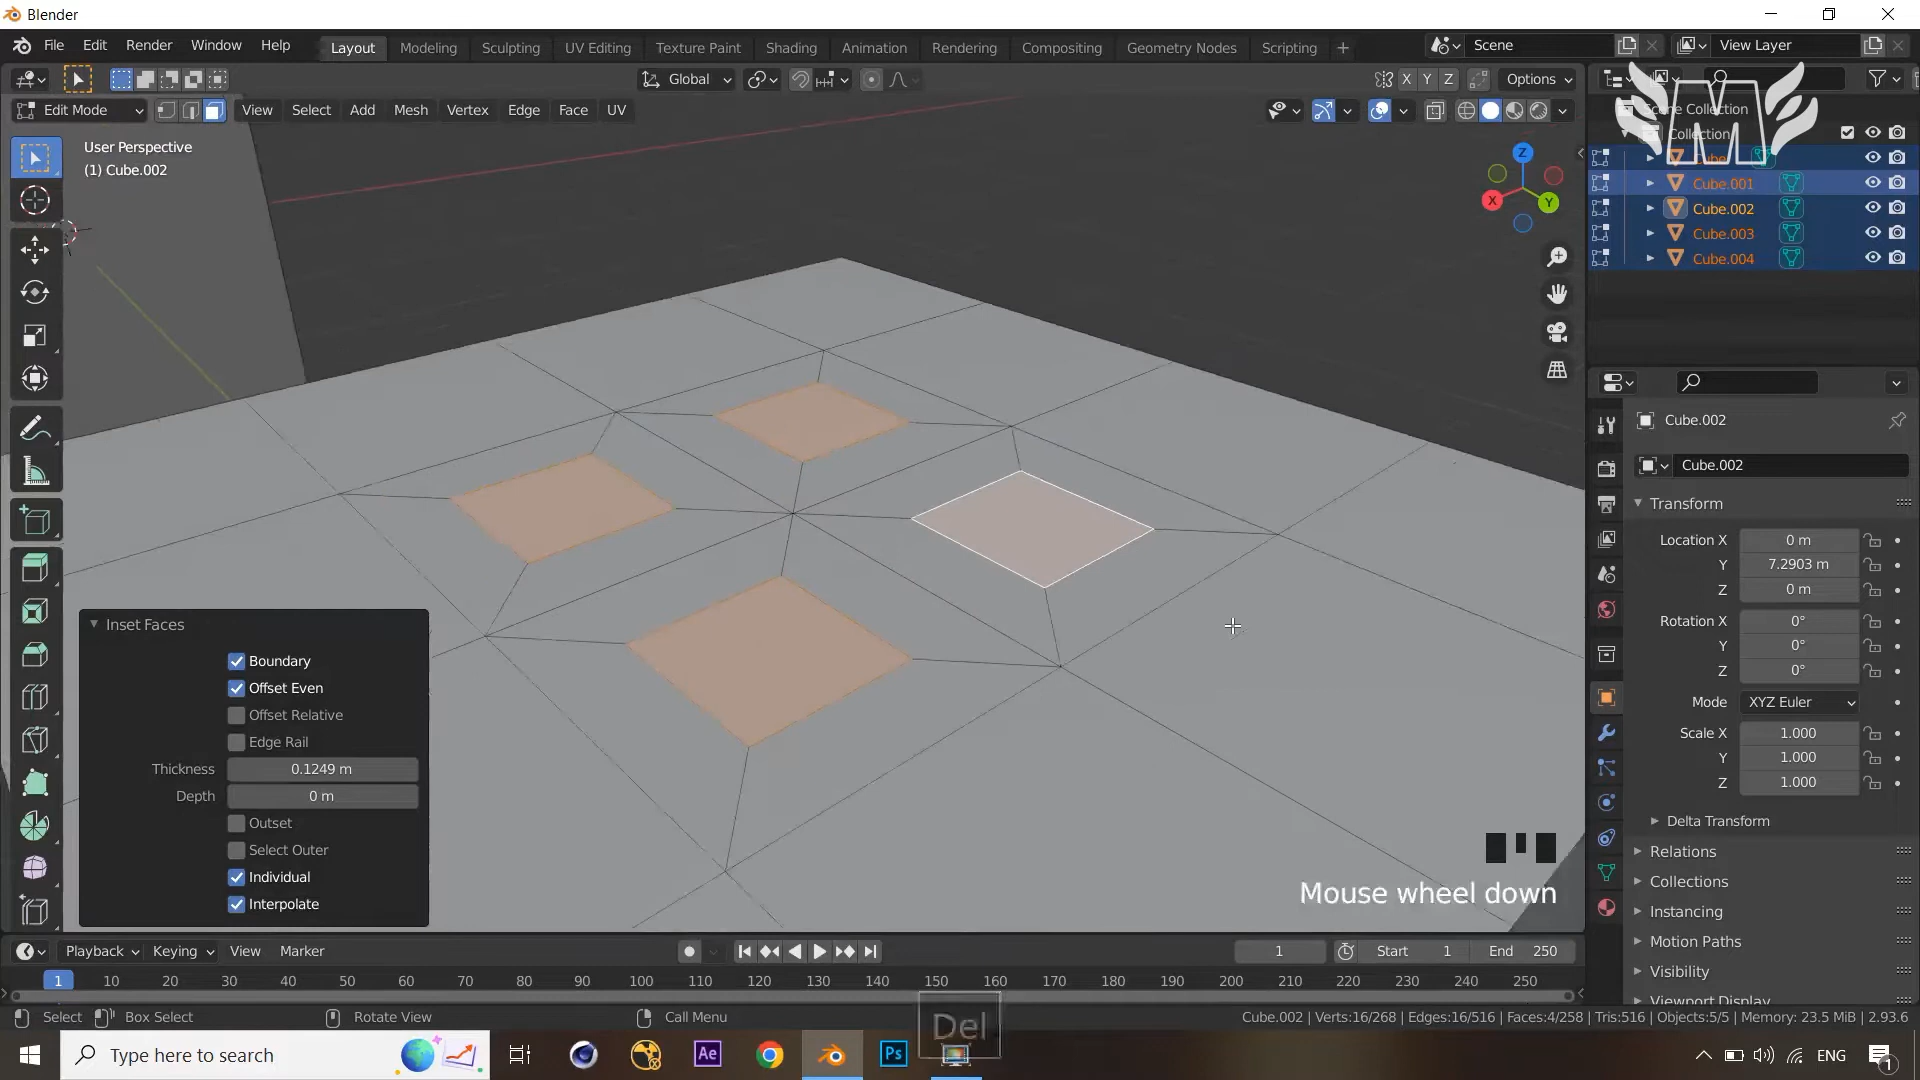 Blender
File Edit Render Window Help Layout Modeling Sculpting UV Editing Texture Paint Shading Animation Rendering Compositing Geometry Nodes Scripting + Scene View Layer
Global X Y Z Options
Edit Mode View Select Add Mesh Vertex Edge Face UV
Scene Collection
Collection
Cube
Cube.001
Cube.002
Cube.003
Cube.004
User Perspective
(1) Cube.002
Z
X
Y
Cube.002
Cube.002
Transform
Location X 0 m
Y 7.2903 m
Z 0 m
Rotation X 0°
Y 0°
Z 0°
Mode XYZ Euler
Scale X 1.000
Y 1.000
Z 1.000
Delta Transform
Relations
Collections
Instancing
Motion Paths
Visibility
Viewport Display
Inset Faces
Boundary
Offset Even
Offset Relative
Edge Rail
Thickness 0.1249 m
Depth 0 m
Outset
Select Outer
Individual
Interpolate
Mouse wheel down
Playback Keying View Marker 1 Start 1 End 250
1 10 20 30 40 50 60 70 80 90 100 110 120 130 140 150 160 170 180 190 200 210 220 230 240 250
Select Box Select Rotate View Call Menu Cube.002 | Verts:16/268 | Edges:16/516 | Faces:4/258 | Tris:516 | Objects:5/5 | Memory: 23.5 MiB | 2.93.6
Del
Type here to search Ae Ps ENG 1